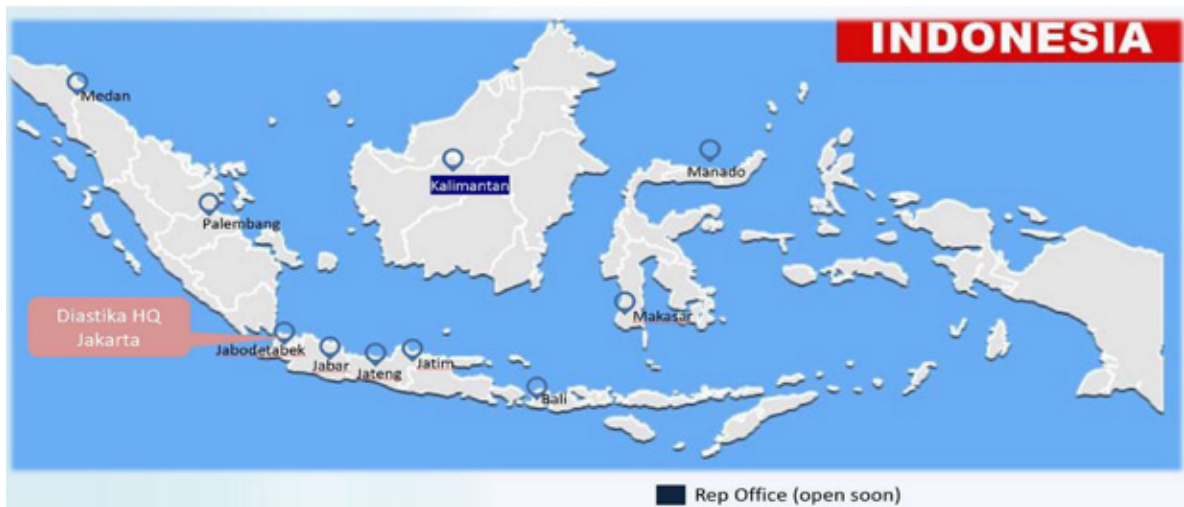 INDONESIA
Medan
Manado
Kalimantan
Palembang
Diastika HQ
Jakarta
Makasar
Jabodetabek
Jabar
Jateng
Jatim
Bali
Rep Office (open soon)